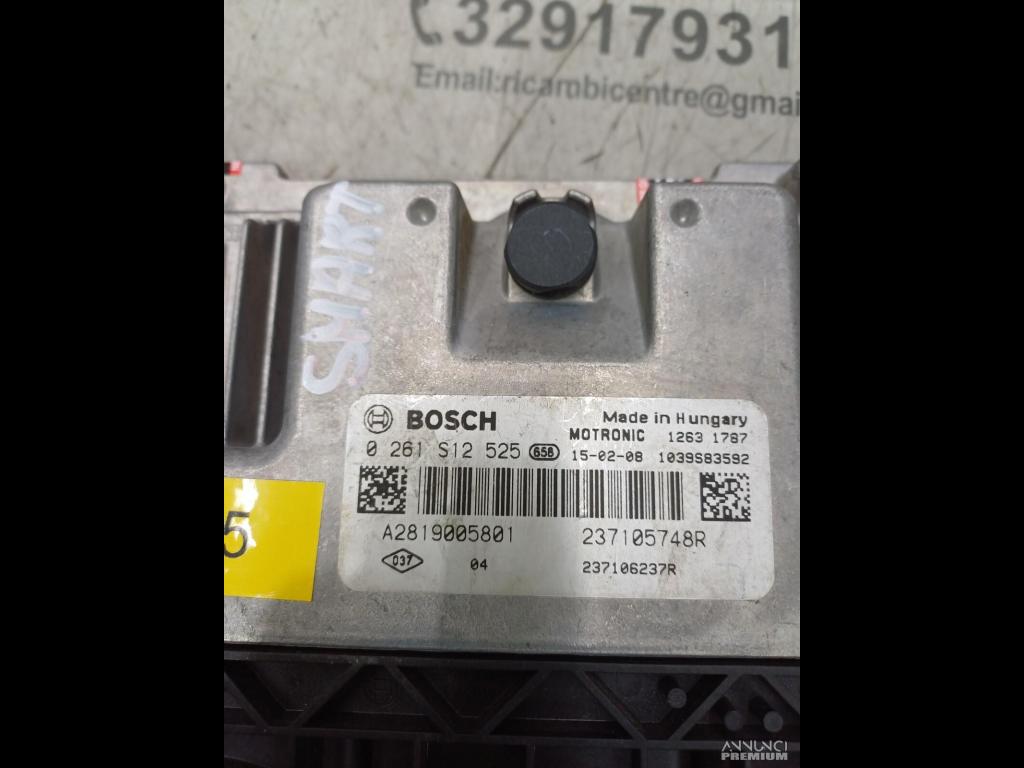 32917931
Email:ricambicentre@gmai
SMART
BOSCH
Made in Hungary
MOTRONIC 1263 1787
0 261 S12 525 658 15-02-08 1039S83592
A2819005801 237105748R
037 04 237106237R
5
ANNUNCI
PREMIUM